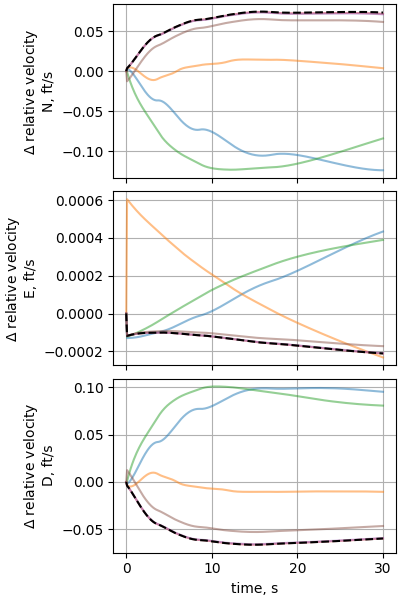 Δ relative velocity
N, ft/s
0.05
0.00
−0.05
−0.10
Δ relative velocity
E, ft/s
0.0006
0.0004
0.0002
0.0000
−0.0002
Δ relative velocity
D, ft/s
0.10
0.05
0.00
−0.05
0 10 20 30
time, s